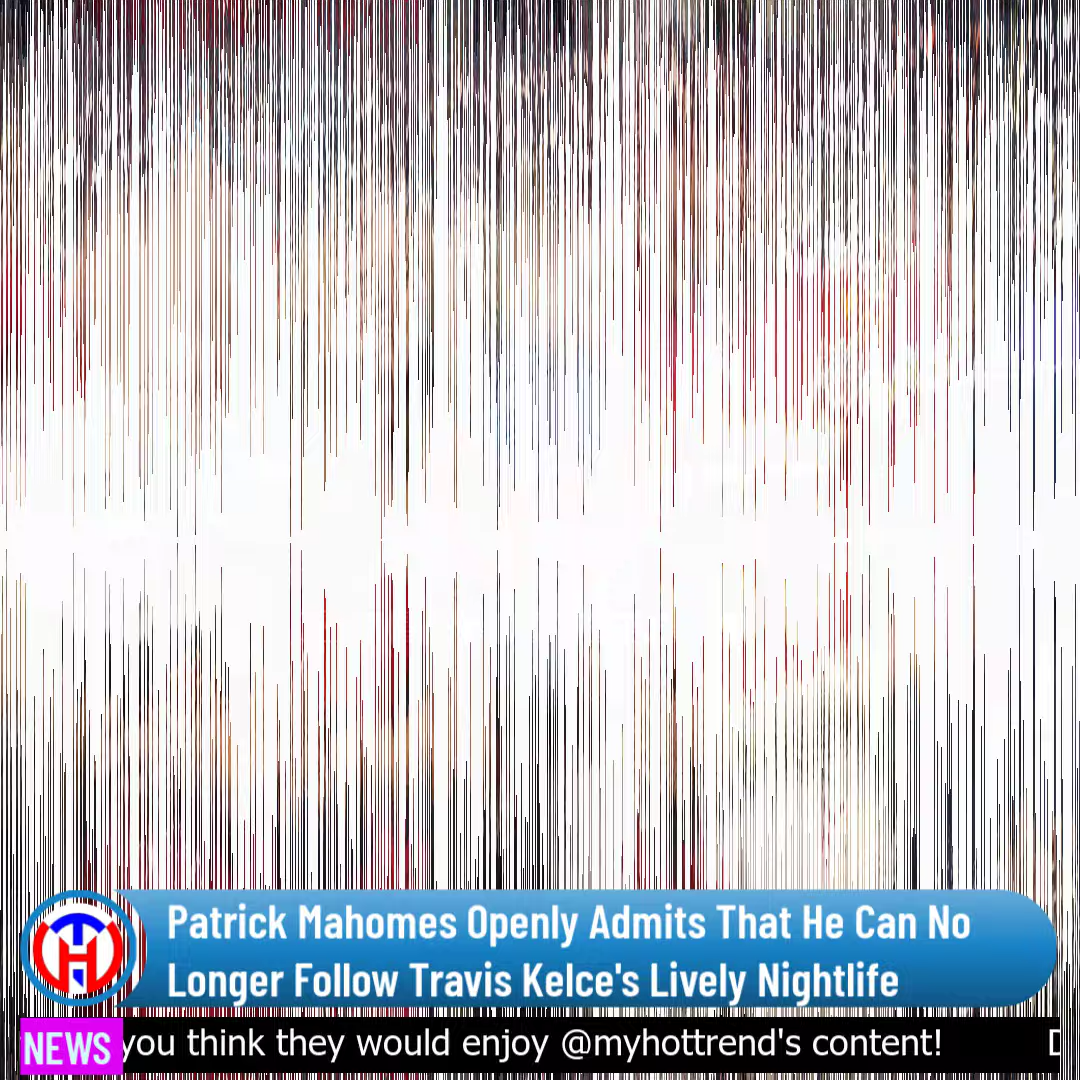 Patrick Mahomes Openly Admits That He Can No
Longer Follow Travis Kelce's Lively Nightlife
H
NEWS you think they would enjoy @myhottrend's content!